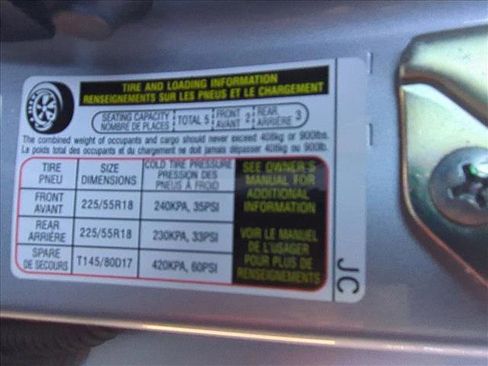 TIRE AND LOADING INFORMATION
RENSEIGNEMENTS SUR LES PNEUS ET LE CHARGEMENT
SEATING CAPACITY TOTAL 5 FRONT 2 REAR 3
NOMBRE DE PLACES AVANT ARRIÈRE
The combined weight of occupants and cargo should never exceed 408kg or 900lbs.
Le poids total des occupants et du chargement ne doit jamais dépasser 408kg ou 900lb.
TIRE SIZE COLD TIRE PRESSURE SEE OWNER'S
PNEU DIMENSIONS PRESSION DES MANUAL FOR
PNEUS À FROID ADDITIONAL
FRONT 225/55R18 240KPA, 35PSI INFORMATION
AVANT
REAR 225/55R18 230KPA, 33PSI VOIR LE MANUEL
ARRIÈRE DE L'USAGER
SPARE T145/80D17 420KPA, 60PSI POUR PLUS DE
DE SECOURS RENSEIGNEMENTS
JC